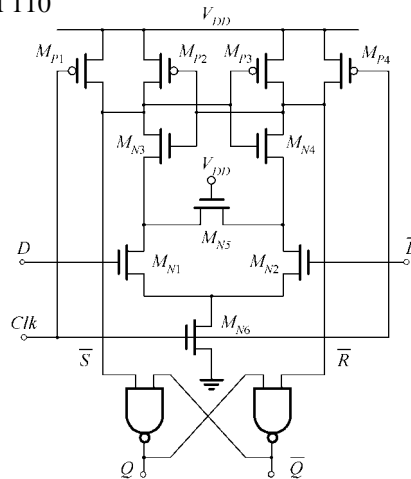 110
V_DD
M_P1
M_P2
M_P3
M_P4
M_N3
M_N4
V_DD
M_N5
D
M_N1
M_N2
Clk
M_N6
S̅
R̅
Q
Q̅